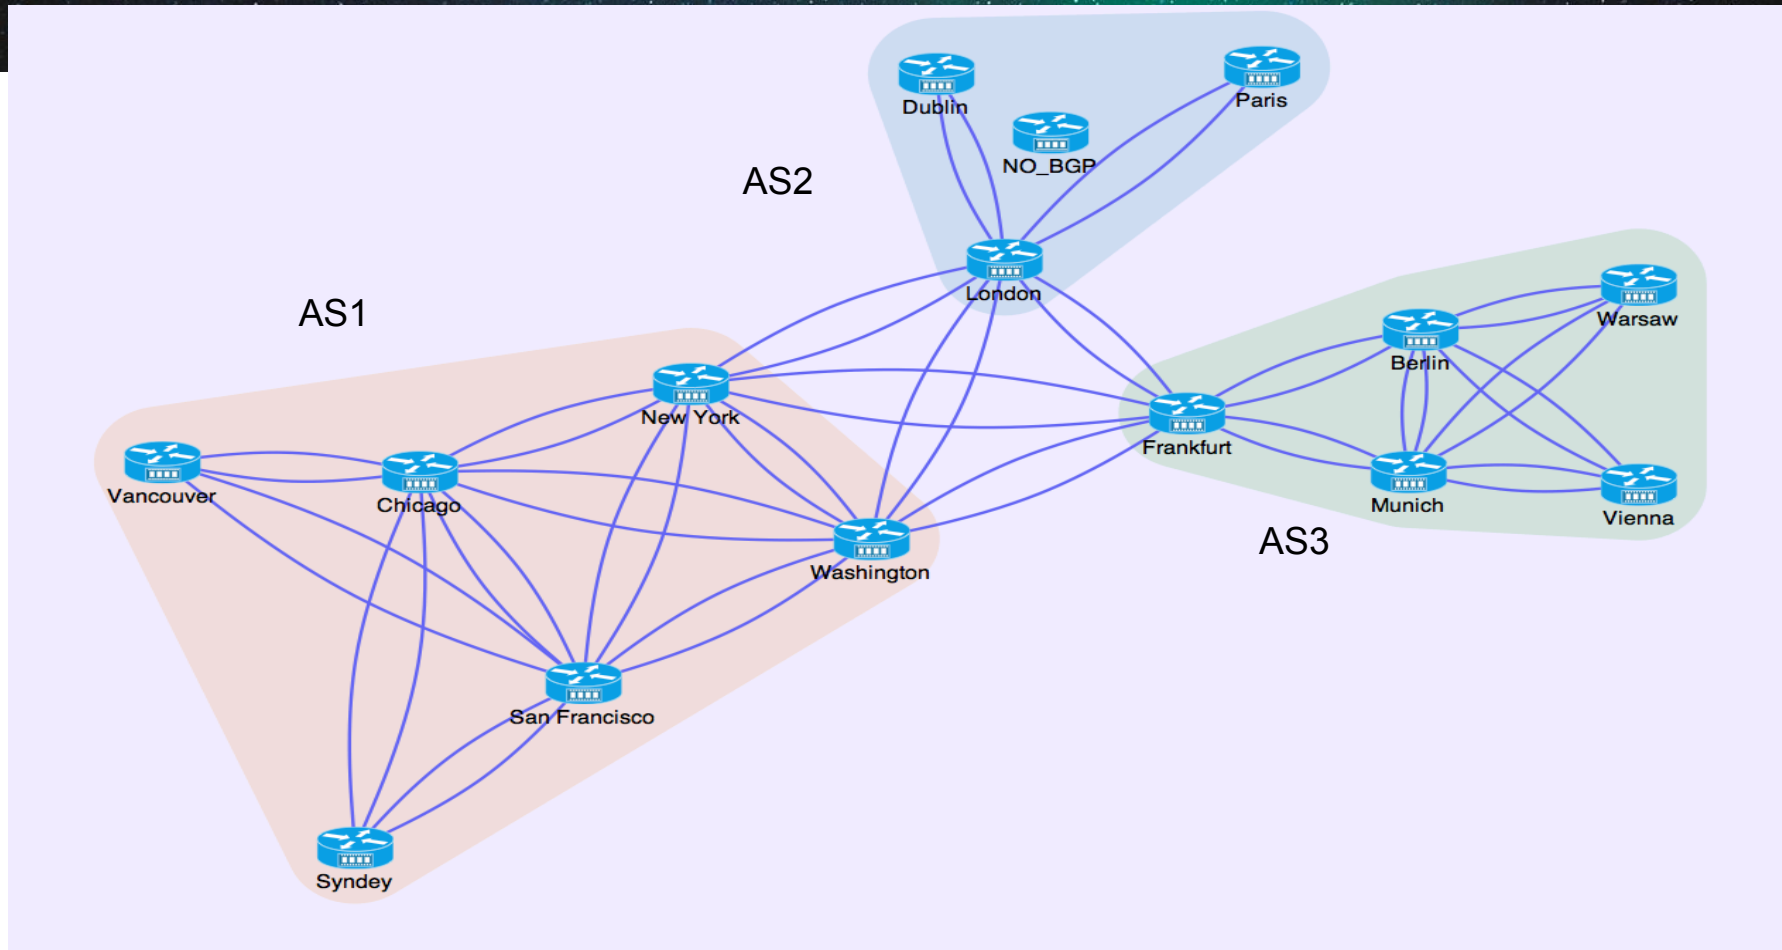 Dublin
Paris
NO_BGP
AS2
London
AS1
Warsaw
Berlin
New York
Frankfurt
Vancouver
Chicago
Munich
Vienna
AS3
Washington
San Francisco
Syndey